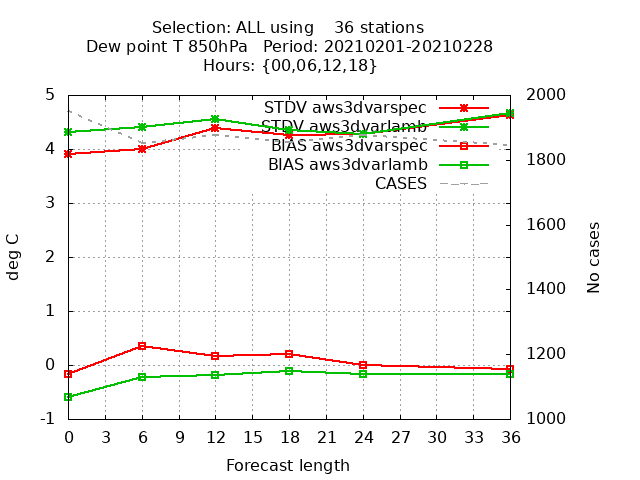 Selection: ALL using    36 stations
Dew point T 850hPa   Period: 20210201-20210228
Hours: {00,06,12,18}
STDV aws3dvarspec
STDV aws3dvarlamb
BIAS aws3dvarspec
BIAS aws3dvarlamb
CASES
5
4
3
2
1
0
-1
deg C
2000
1800
1600
1400
1200
1000
No cases
0 3 6 9 12 15 18 21 24 27 30 33 36
Forecast length